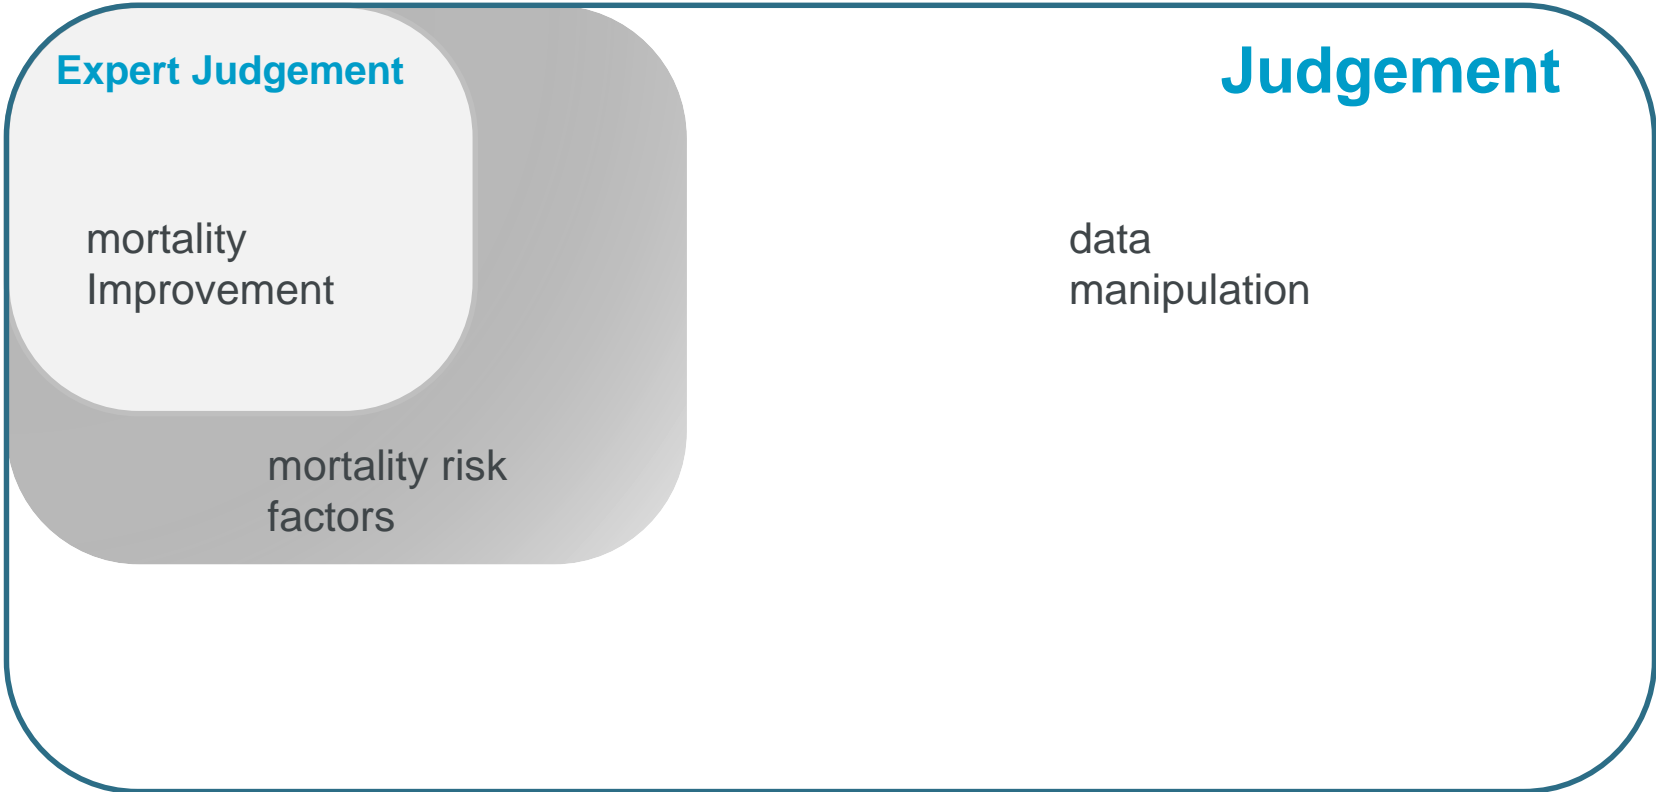 Expert Judgement
Judgement
mortality
Improvement
data
manipulation
mortality risk
factors